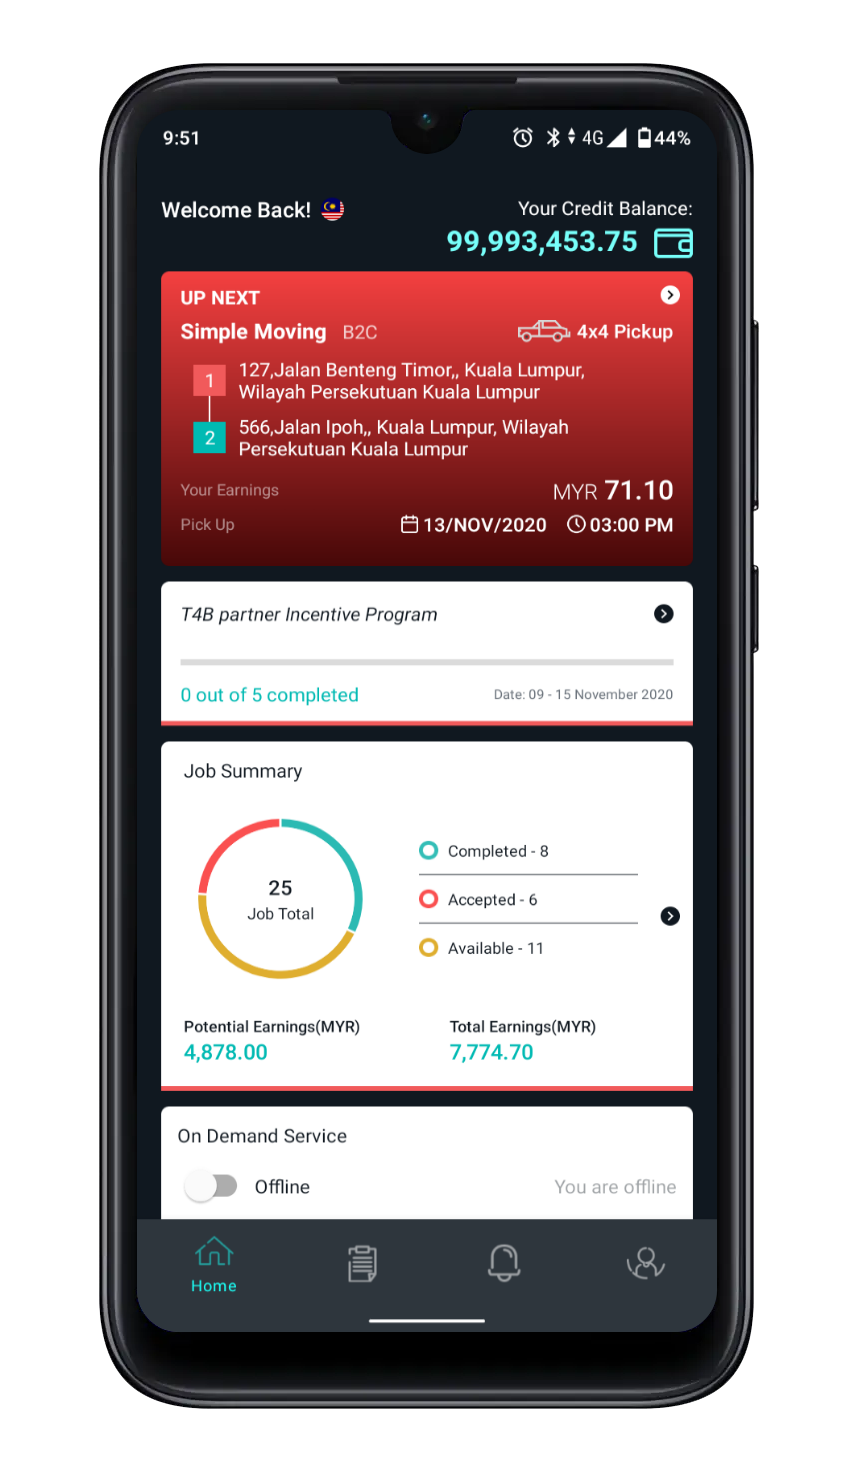 9:51
4G
44%
Welcome Back!
Your Credit Balance:
99,993,453.75
UP NEXT
Simple Moving B2C
4x4 Pickup
1
127,Jalan Benteng Timor,, Kuala Lumpur,
Wilayah Persekutuan Kuala Lumpur
2
566,Jalan Ipoh,, Kuala Lumpur, Wilayah
Persekutuan Kuala Lumpur
Your Earnings
MYR 71.10
Pick Up
13/NOV/2020
03:00 PM
T4B partner Incentive Program
0 out of 5 completed
Date: 09 - 15 November 2020
Job Summary
25
Job Total
Completed - 8
Accepted - 6
Available - 11
Potential Earnings(MYR)
4,878.00
Total Earnings(MYR)
7,774.70
On Demand Service
Offline
You are offline
Home